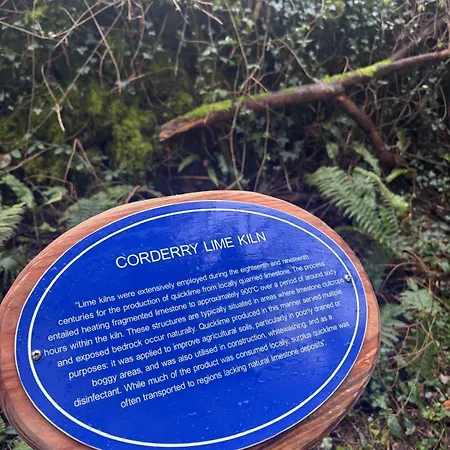 CORDERRY LIME KILN
"Lime kilns were extensively employed during the eighteenth and nineteenth
centuries for the production of quicklime from locally quarried limestone. The process
entailed heating fragmented limestone to approximately 900°C over a period of around sixty
hours within the kiln. These structures are typically situated in areas where limestone outcrops
and exposed bedrock occur naturally. Quicklime produced in this manner served multiple
purposes: it was applied to improve agricultural soils, particularly in poorly drained or
boggy areas, and was also utilised in construction, whitewashing, and as a
disinfectant. While much of the product was consumed locally, surplus quicklime was
often transported to regions lacking natural limestone deposits".